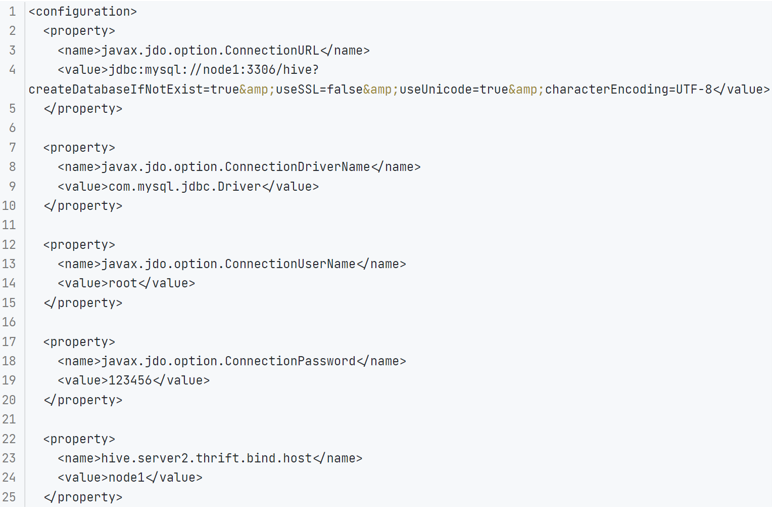 1 <configuration>
2 <property>
3 <name>javax.jdo.option.ConnectionURL</name>
4 <value>jdbc:mysql://node1:3306/hive?
createDatabaseIfNotExist=true&amp;useSSL=false&amp;useUnicode=true&amp;characterEncoding=UTF-8</value>
5 </property>
6
7 <property>
8 <name>javax.jdo.option.ConnectionDriverName</name>
9 <value>com.mysql.jdbc.Driver</value>
10 </property>
11
12 <property>
13 <name>javax.jdo.option.ConnectionUserName</name>
14 <value>root</value>
15 </property>
16
17 <property>
18 <name>javax.jdo.option.ConnectionPassword</name>
19 <value>123456</value>
20 </property>
21
22 <property>
23 <name>hive.server2.thrift.bind.host</name>
24 <value>node1</value>
25 </property>